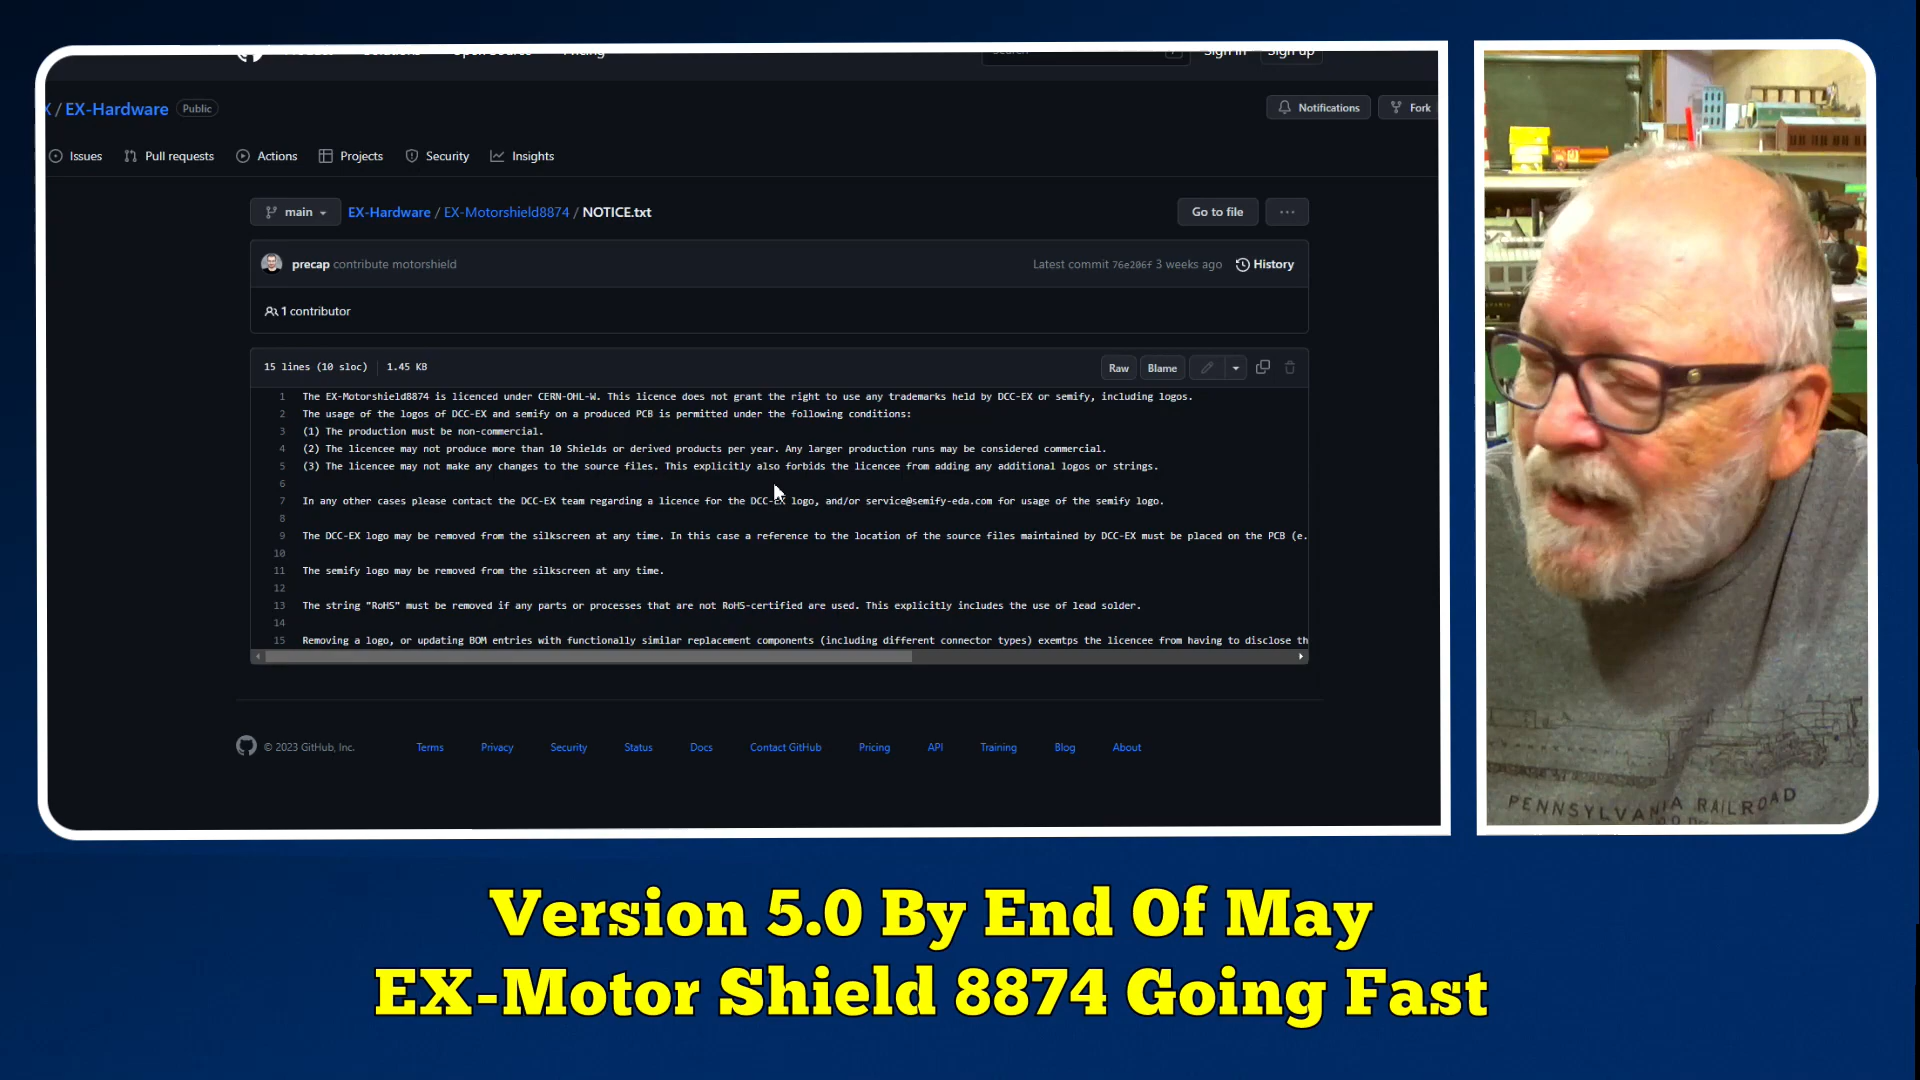 Open Source
Pricing
Search
Sign in
Sign up
/ EX-Hardware Public
Notifications
Fork
Issues
Pull requests
Actions
Projects
Security
Insights
main
EX-Hardware / EX-Motorshield8874 / NOTICE.txt
Go to file
...
precap contribute motorshield
Latest commit 76e206f 3 weeks ago
History
1 contributor
15 lines (10 sloc) | 1.45 KB
Raw
Blame
1 The EX-Motorshield8874 is licenced under CERN-OHL-W. This licence does not grant the right to use any trademarks held by DCC-EX or semify, including logos.
2 The usage of the logos of DCC-EX and semify on a produced PCB is permitted under the following conditions:
3 (1) The production must be non-commercial.
4 (2) The licencee may not produce more than 10 Shields or derived products per year. Any larger production runs may be considered commercial.
5 (3) The licencee may not make any changes to the source files. This explicitly also forbids the licencee from adding any additional logos or strings.
6
7 In any other cases please contact the DCC-EX team regarding a licence for the DCC-EX logo, and/or service@semify-eda.com for usage of the semify logo.
8
9 The DCC-EX logo may be removed from the silkscreen at any time. In this case a reference to the location of the source files maintained by DCC-EX must be placed on the PCB (e.
10
11 The semify logo may be removed from the silkscreen at any time.
12
13 The string "RoHS" must be removed if any parts or processes that are not RoHS-certified are used. This explicitly includes the use of lead solder.
14
15 Removing a logo, or updating BOM entries with functionally similar replacement components (including different connector types) exemtps the licencee from having to disclose th
© 2023 GitHub, Inc.
Terms
Privacy
Security
Status
Docs
Contact GitHub
Pricing
API
Training
Blog
About
PENNSYLVANIA RAILROAD
Version 5.0 By End Of May
EX-Motor Shield 8874 Going Fast